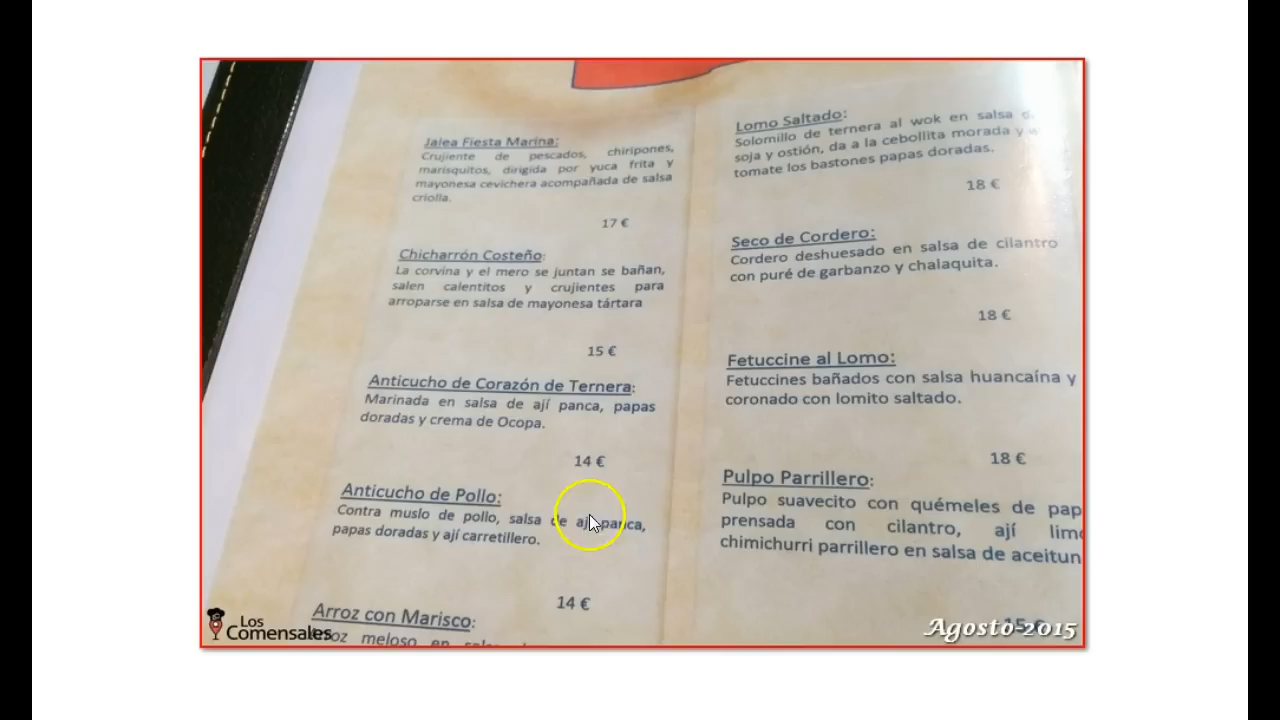 Jalea Fiesta Marina:
Crujiente de pescados, chiripones,
marisquitos, dirigida por yuca frita y
mayonesa cevichera acompañada de salsa
criolla.
17 €
Chicharrón Costeño:
La corvina y el mero se juntan se bañan,
salen calentitos y crujientes para
arroparse en salsa de mayonesa tártara
15 €
Anticucho de Corazón de Ternera:
Marinada en salsa de ají panca, papas
doradas y crema de Ocopa.
14 €
Anticucho de Pollo:
Contra muslo de pollo, salsa de ají panca,
papas doradas y ají carretillero.
14 €
Arroz con Marisco:
Arroz meloso en salsa
Lomo Saltado:
Solomillo de ternera al wok en salsa
soja y ostión, da a la cebollita morada y
tomate los bastones papas doradas.
18 €
Seco de Cordero:
Cordero deshuesado en salsa de cilantro
con puré de garbanzo y chalaquita.
18 €
Fetuccine al Lomo:
Fetuccines bañados con salsa huancaína y
coronado con lomito saltado.
18 €
Pulpo Parrillero:
Pulpo suavecito con quémeles de pap
prensada con cilantro, ají limo
chimichurri parrillero en salsa de aceitun
15 €
Los
Comensales
Agosto 2015